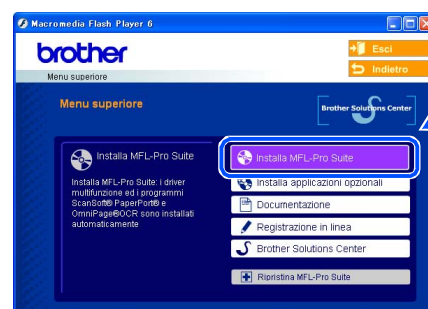 Macromedia Flash Player 6
brother
Esci
Indietro
Menu superiore
Menu superiore
Brother Solutions Center
Installa MFL-Pro Suite
Installa MFL-Pro Suite: i driver
multifunzione ed i programmi
ScanSoft® PaperPort® e
OmniPage®OCR sono installati
automaticamente
Installa MFL-Pro Suite
Installa applicazioni opzionali
Documentazione
Registrazione in linea
Brother Solutions Center
Ripristina MFL-Pro Suite